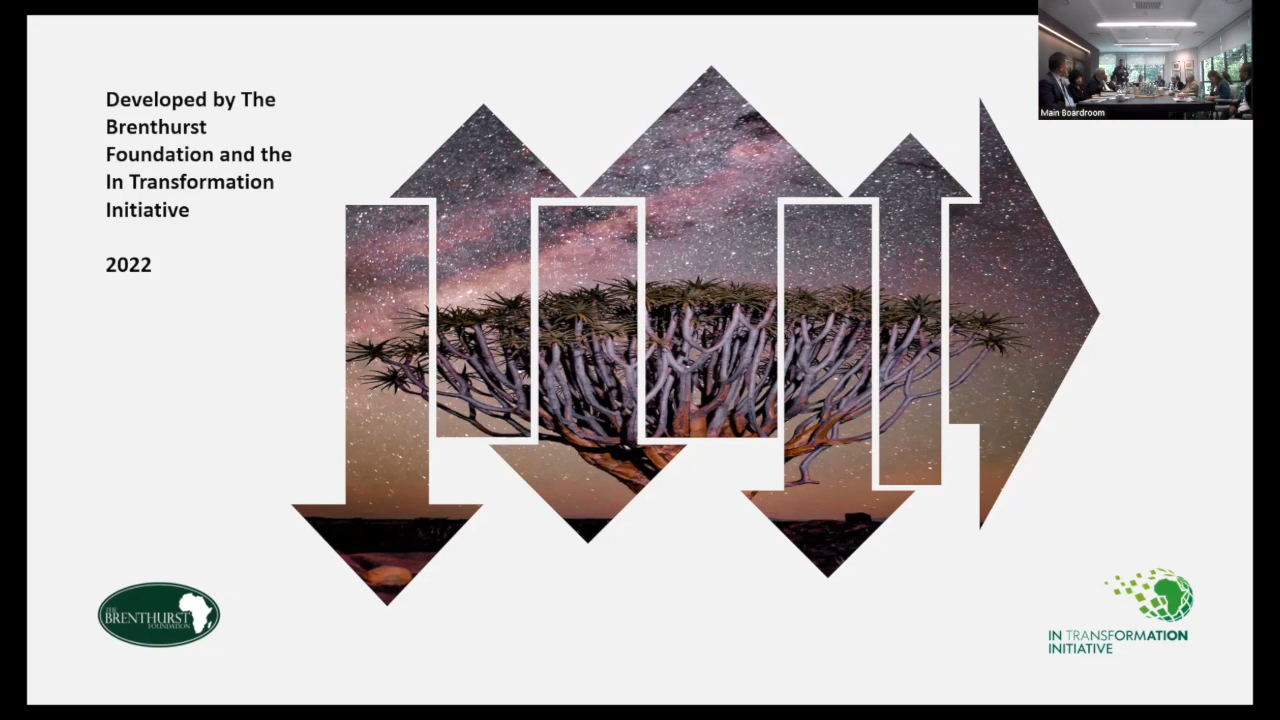 Developed by The
Brenthurst
Foundation and the
In Transformation
Initiative
2022
Main Boardroom
THE
BRENTHURST
FOUNDATION
IN TRANSFORMATION
INITIATIVE